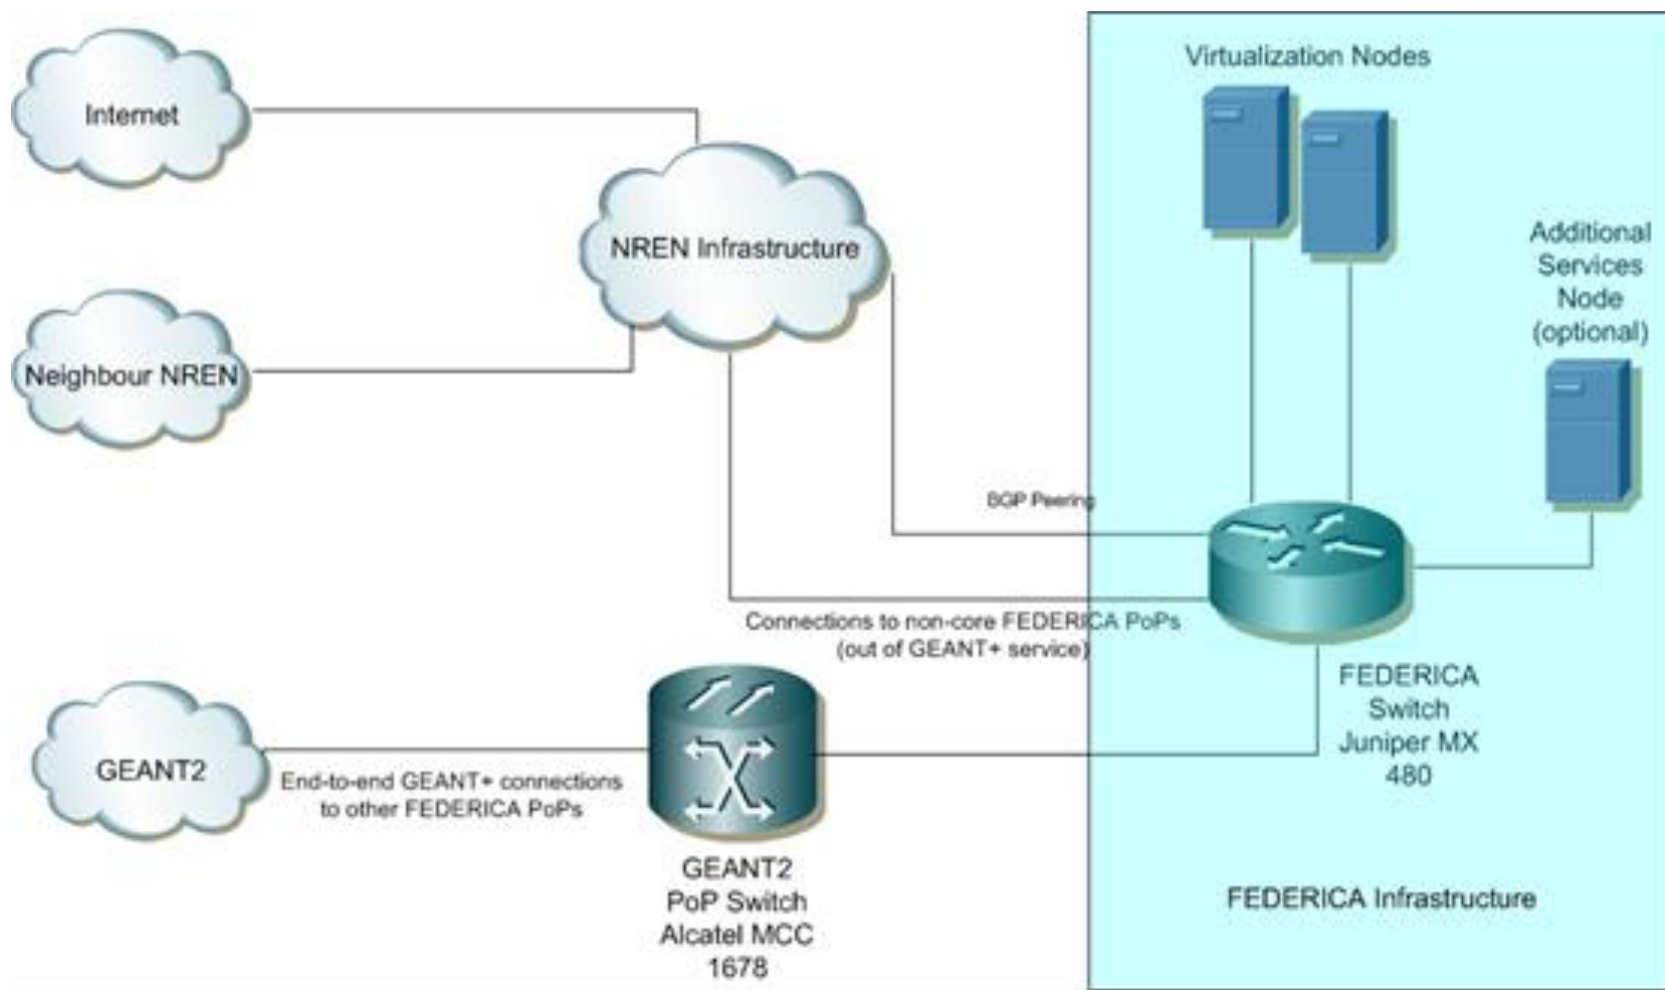 Virtualization Nodes
Internet
NREN Infrastructure
Additional
Services
Node
(optional)
Neighbour NREN
BGP Peering
Connections to non-core FEDERICA PoPs
(out of GEANT+ service)
FEDERICA
Switch
Juniper MX
480
GEANT2
End-to-end GEANT+ connections
to other FEDERICA PoPs
GEANT2
PoP Switch
Alcatel MCC
1678
FEDERICA Infrastructure